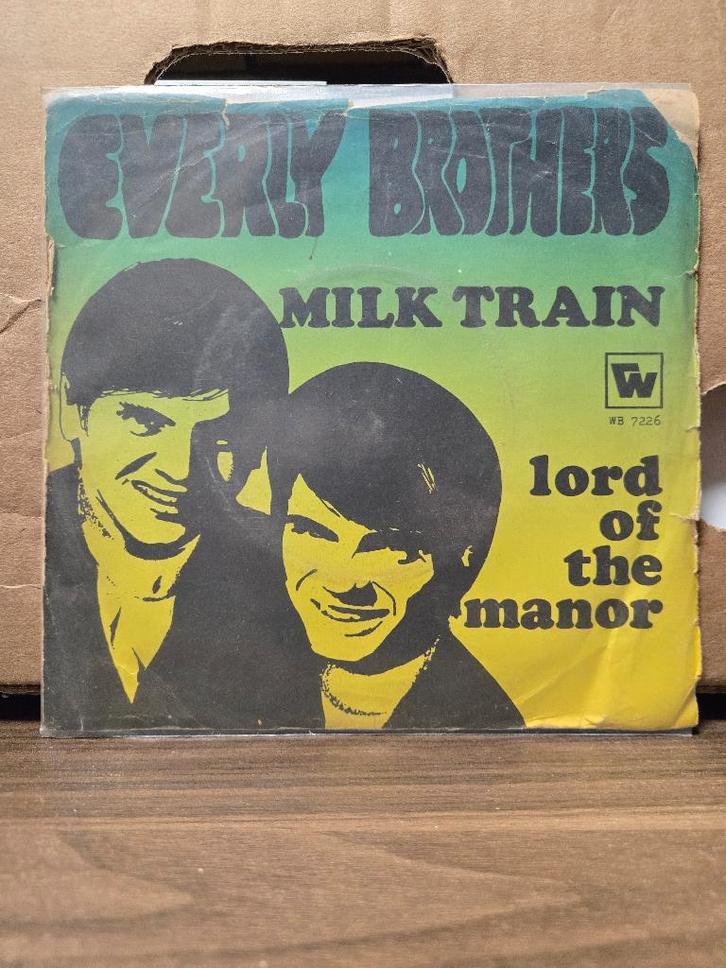 EVERLY BROTHERS
MILK TRAIN
W
WB 7226
lord
of
the
manor